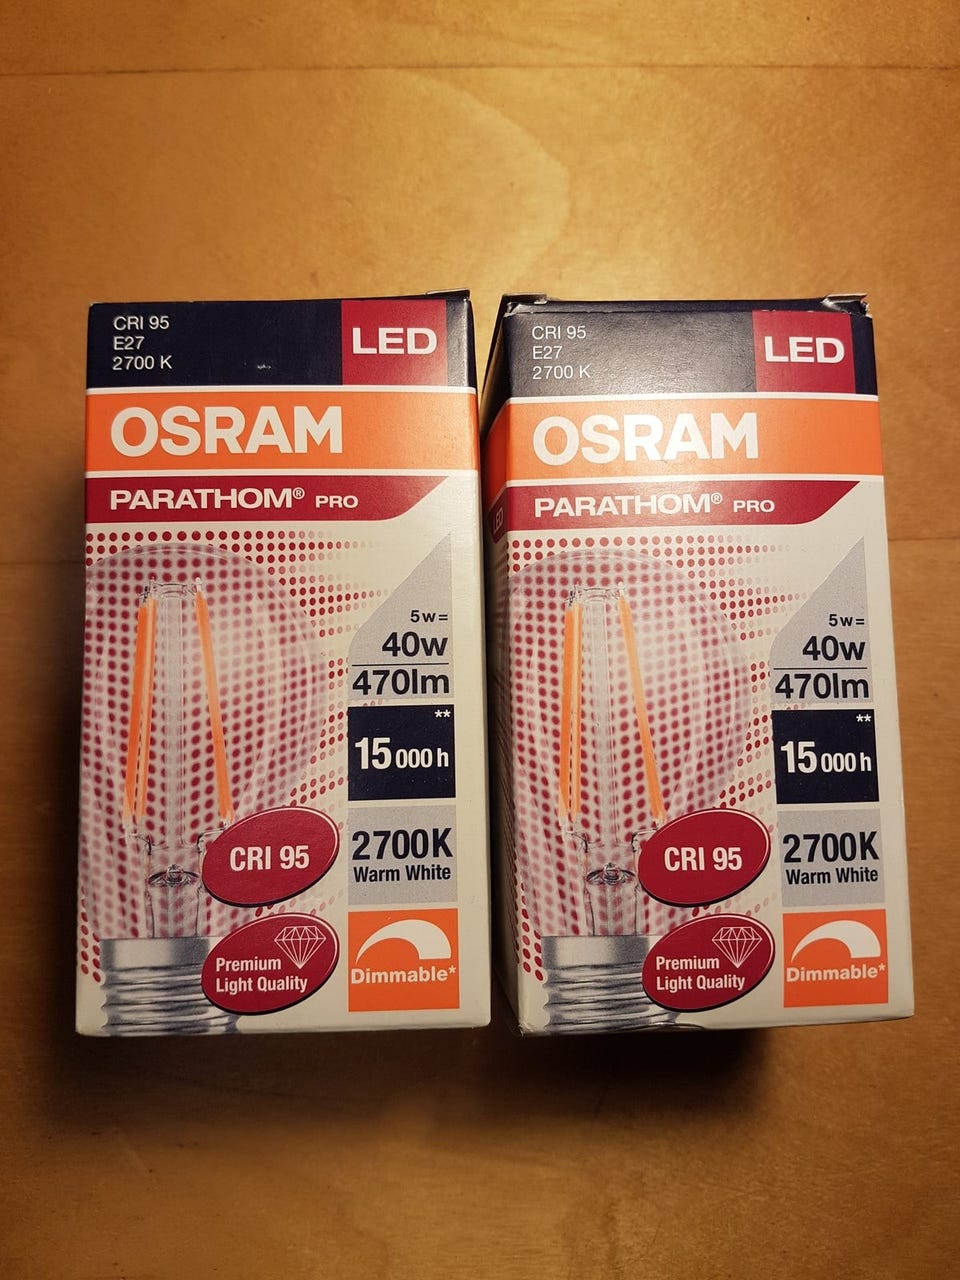 CRI 95
E27
2700 K
LED
OSRAM
PARATHOM® PRO
5w=
40w
470lm
**
15 000 h
CRI 95
2700K
Warm White
Premium
Light Quality
Dimmable*
CRI 95
E27
2700 K
LED
OSRAM
LED
PARATHOM® PRO
5w=
40w
470lm
**
15 000 h
CRI 95
2700K
Warm White
Premium
Light Quality
Dimmable*